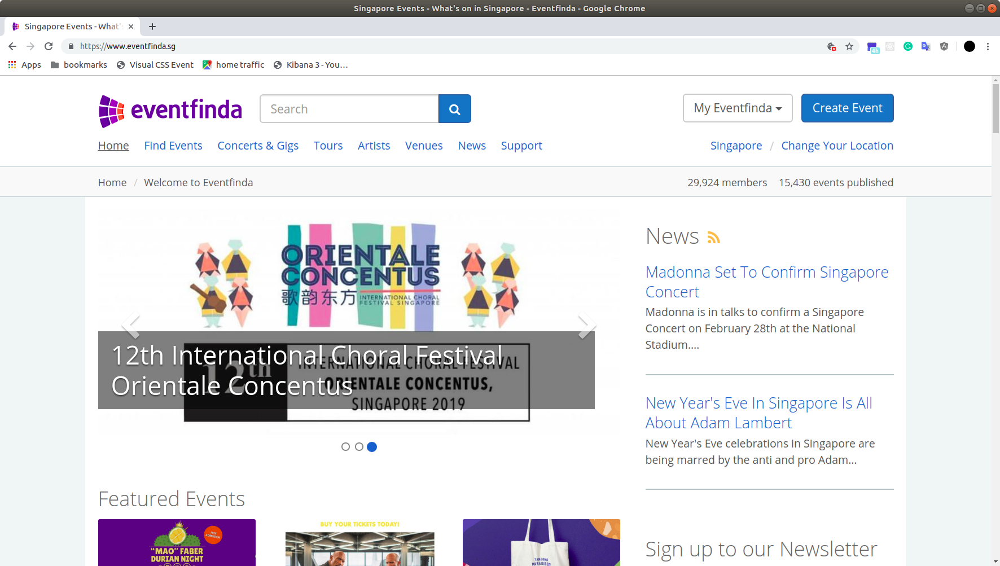 Singapore Events - What's on in Singapore - Eventfinda - Google Chrome
Singapore Events - What's
https://www.eventfinda.sg
4h
Apps
bookmarks
Visual CSS Event
home traffic
Kibana 3 - You…
eventfinda
Search
My Eventfinda
Create Event
Home
Find Events
Concerts & Gigs
Tours
Artists
Venues
News
Support
Singapore / Change Your Location
Home / Welcome to Eventfinda
29,924 members
15,430 events published
ORIENTALE
CONCENTUS
歌韵东方
INTERNATIONAL CHORAL
FESTIVAL SINGAPORE
12th International Choral Festival
Orientale Concentus
12th
INTERNATIONAL CHORAL FESTIVAL
ORIENTALE CONCENTUS,
SINGAPORE 2019
News
Madonna Set To Confirm Singapore
Concert
Madonna is in talks to confirm a Singapore
Concert on February 28th at the National
Stadium....
New Year's Eve In Singapore Is All
About Adam Lambert
New Year's Eve celebrations in Singapore are
being marred by the anti and pro Adam...
Featured Events
FREE
ADMISSION
"MAO" FABER
DURIAN NIGHT
BUY YOUR TICKETS TODAY!
TANJONG
PARADISCO
Sign up to our Newsletter